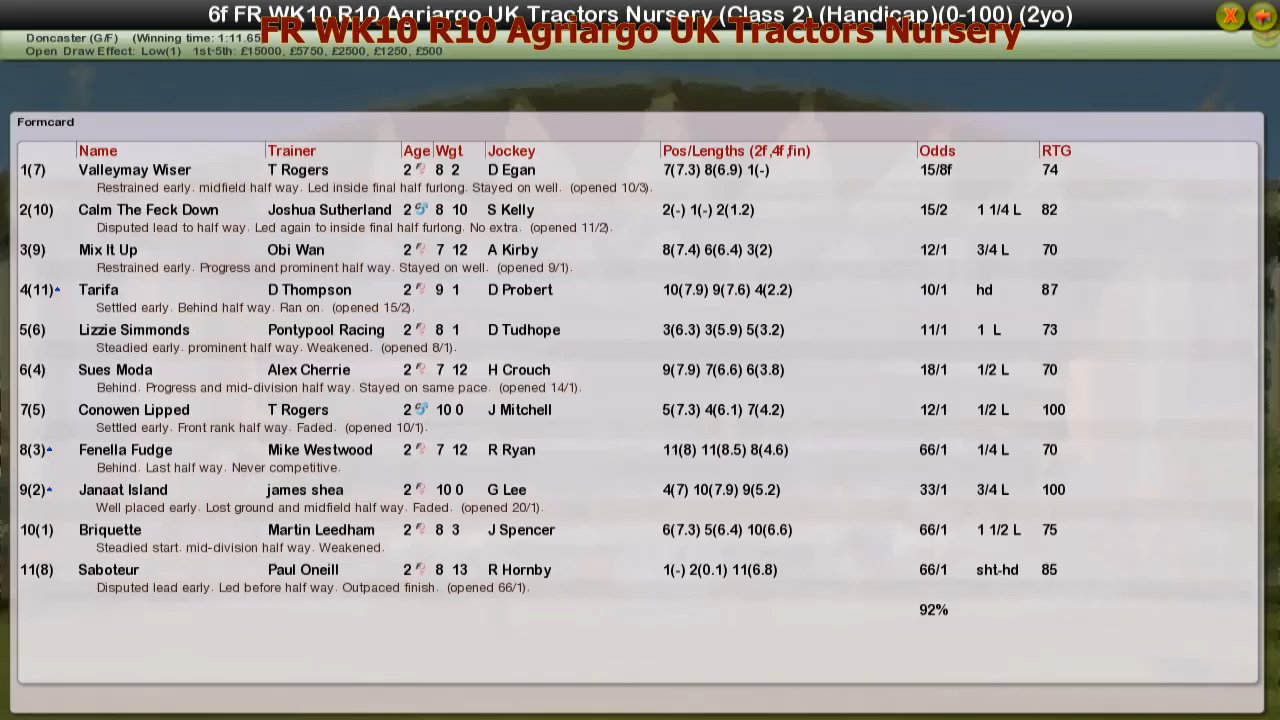 6f FR WK10 R10 Agriargo UK Tractors Nursery (Class 2) (Handicap)(0-100) (2yo)
FR WK10 R10 Agriargo UK Tractors Nursery
Doncaster (G/F) (Winning time: 1:11.65
Open Draw Effect: Low(1) 1st-5th: £15000, £5750, £2500, £1250, £500
Formcard
Name Trainer Age Wgt Jockey Pos/Lengths (2f,4f,fin) Odds RTG
1(7) Valleymay Wiser T Rogers 2 8 2 D Egan 7(7.3) 8(6.9) 1(-) 15/8f 74
Restrained early. midfield half way. Led inside final half furlong. Stayed on well. (opened 10/3).
2(10) Calm The Feck Down Joshua Sutherland 2 8 10 S Kelly 2(-) 1(-) 2(1.2) 15/2 1 1/4 L 82
Disputed lead to half way. Led again to inside final half furlong. No extra. (opened 11/2).
3(9) Mix It Up Obi Wan 2 7 12 A Kirby 8(7.4) 6(6.4) 3(2) 12/1 3/4 L 70
Restrained early. Progress and prominent half way. Stayed on well. (opened 9/1).
4(11) Tarifa D Thompson 2 9 1 D Probert 10(7.9) 9(7.6) 4(2.2) 10/1 hd 87
Settled early. Behind half way. Ran on. (opened 15/2).
5(6) Lizzie Simmonds Pontypool Racing 2 8 1 D Tudhope 3(6.3) 3(5.9) 5(3.2) 11/1 1 L 73
Steadied early. prominent half way. Weakened. (opened 8/1).
6(4) Sues Moda Alex Cherrie 2 7 12 H Crouch 9(7.9) 7(6.6) 6(3.8) 18/1 1/2 L 70
Behind. Progress and mid-division half way. Stayed on same pace. (opened 14/1).
7(5) Conowen Lipped T Rogers 2 10 0 J Mitchell 5(7.3) 4(6.1) 7(4.2) 12/1 1/2 L 100
Settled early. Front rank half way. Faded. (opened 10/1).
8(3) Fenella Fudge Mike Westwood 2 7 12 R Ryan 11(8) 11(8.5) 8(4.6) 66/1 1/4 L 70
Behind. Last half way. Never competitive.
9(2) Janaat Island james shea 2 10 0 G Lee 4(7) 10(7.9) 9(5.2) 33/1 3/4 L 100
Well placed early. Lost ground and midfield half way. Faded. (opened 20/1).
10(1) Briquette Martin Leedham 2 8 3 J Spencer 6(7.3) 5(6.4) 10(6.6) 66/1 1 1/2 L 75
Steadied start. mid-division half way. Weakened.
11(8) Saboteur Paul Oneill 2 8 13 R Hornby 1(-) 2(0.1) 11(6.8) 66/1 sht-hd 85
Disputed lead early. Led before half way. Outpaced finish. (opened 66/1).
92%